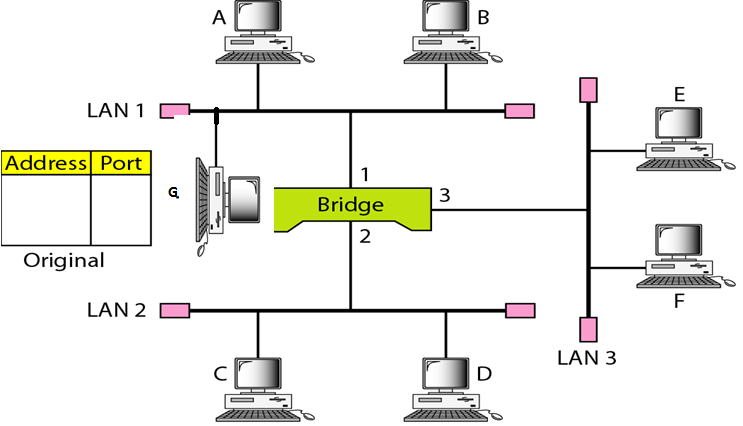 A
B
LAN 1
E
Address Port
G
1
3
Bridge
2
Original
F
LAN 2
LAN 3
C
D